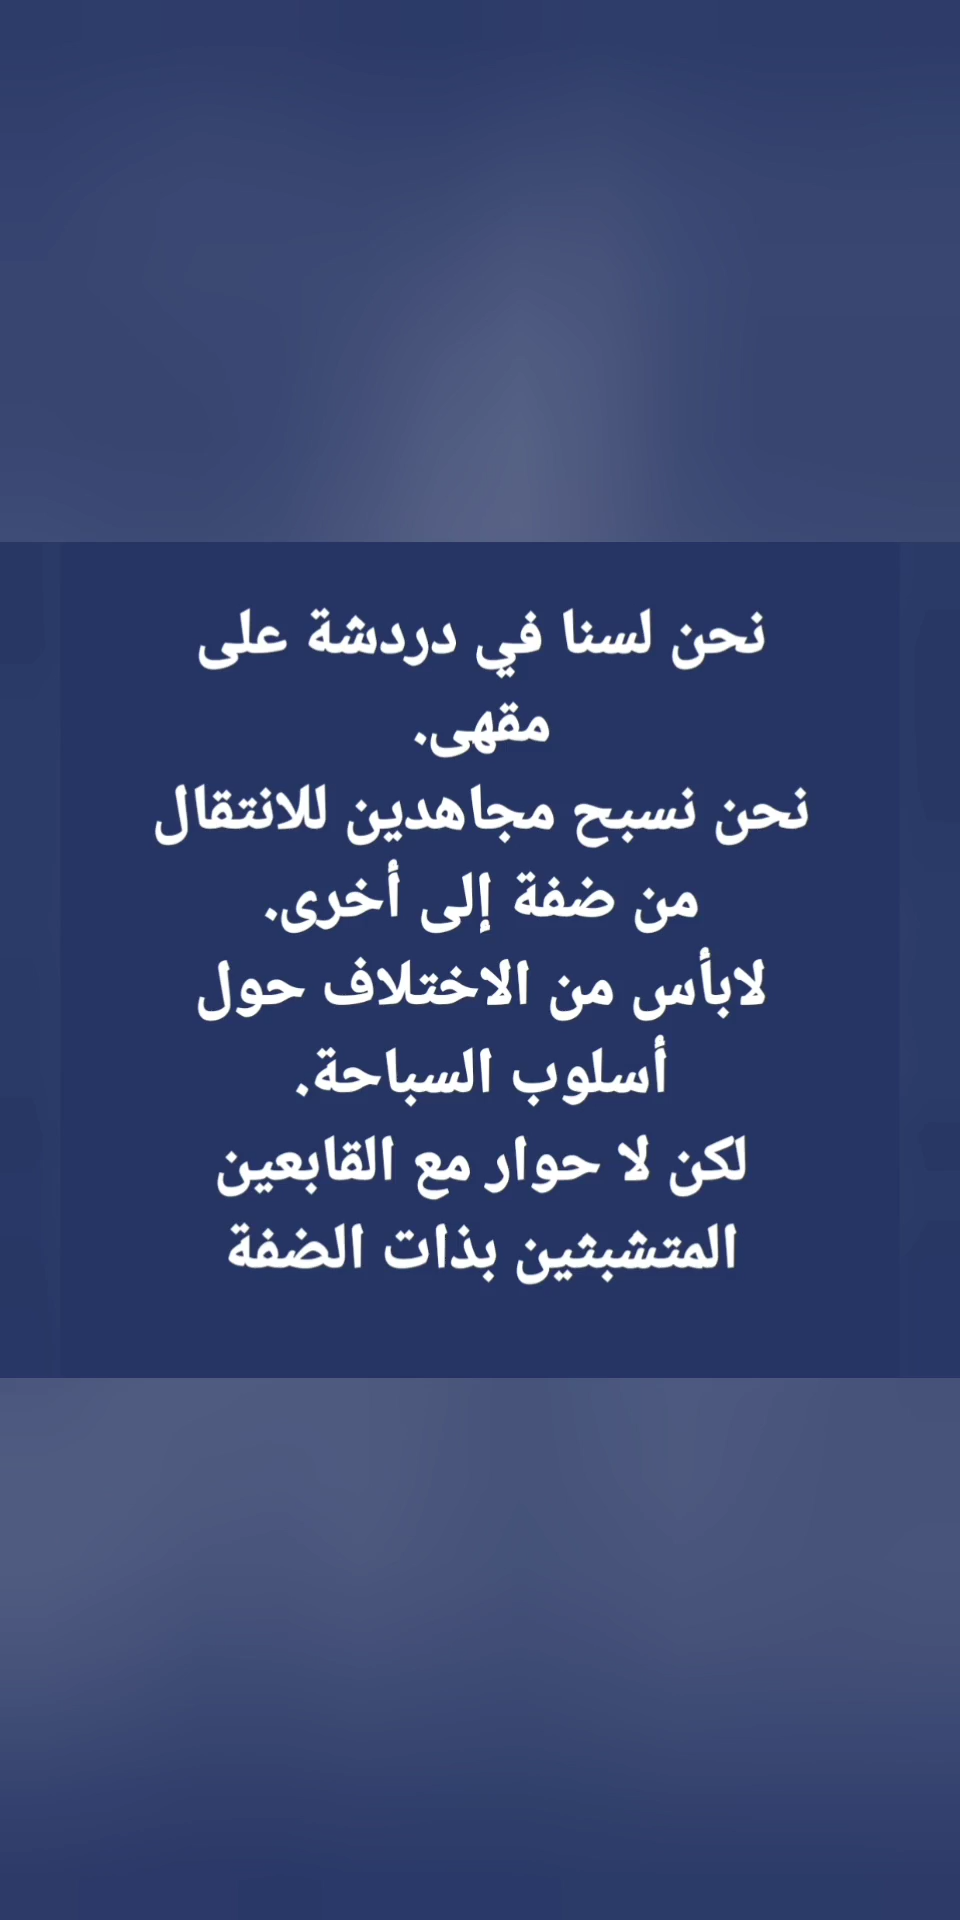 نحن لسنا في دردشة على
مقهى.
نحن نسبح مجاهدين للانتقال
من ضفة إلى أخرى.
لابأس من الاختلاف حول
أسلوب السباحة.
لكن لا حوار مع القابعين
المتشبثين بذات الضفة